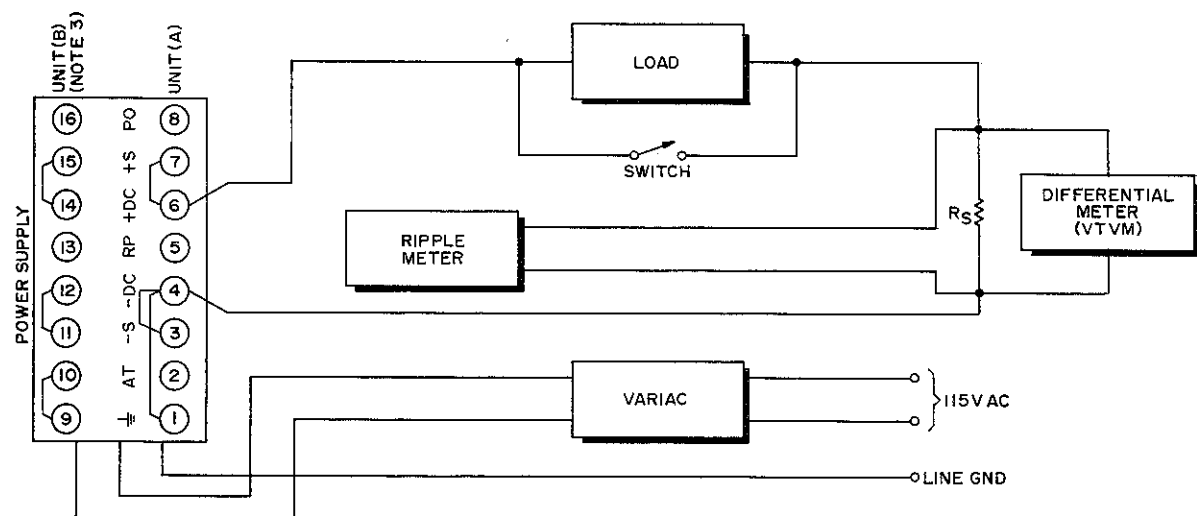 UNIT(B)
(NOTE 3)
UNIT(A)
POWER SUPPLY
16 PO 8
15 +S 7
14 +DC 6
13 RP 5
12 -DC 4
11 -S 3
10 AT 2
9 1
LOAD
SWITCH
RIPPLE
METER
RS
DIFFERENTIAL
METER
(VTVM)
VARIAC
115V AC
LINE GND